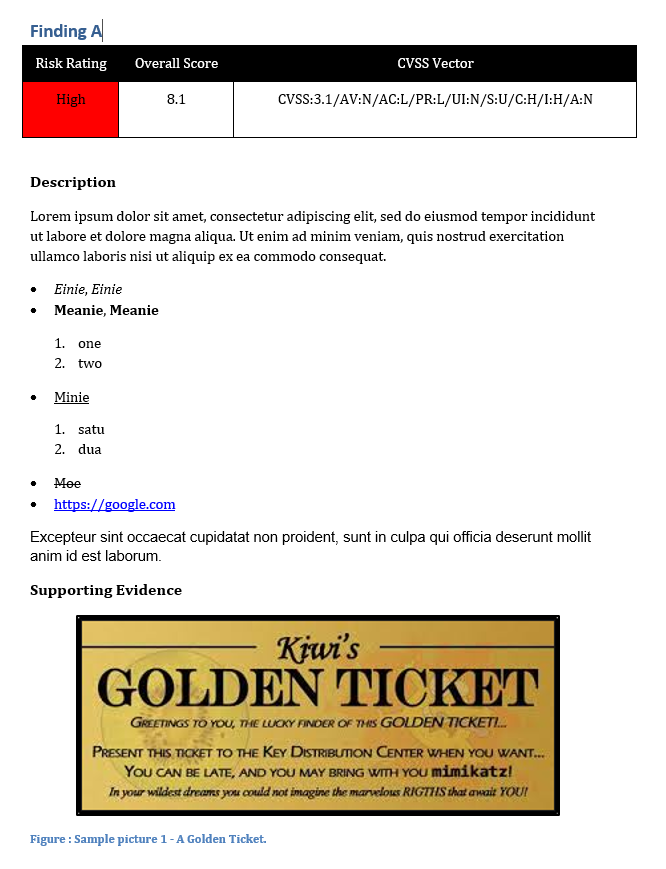 Finding A
Risk Rating Overall Score CVSS Vector
High 8.1 CVSS:3.1/AV:N/AC:L/PR:L/UI:N/S:U/C:H/I:H/A:N
Description
Lorem ipsum dolor sit amet, consectetur adipiscing elit, sed do eiusmod tempor incididunt
ut labore et dolore magna aliqua. Ut enim ad minim veniam, quis nostrud exercitation
ullamco laboris nisi ut aliquip ex ea commodo consequat.
• Einie, Einie
• Meanie, Meanie
1. one
2. two
• Minie
1. satu
2. dua
• Moe
• https://google.com
Excepteur sint occaecat cupidatat non proident, sunt in culpa qui officia deserunt mollit
anim id est laborum.
Supporting Evidence
Kiwi's
GOLDEN TICKET
GREETINGS TO YOU, THE LUCKY FINDER OF THIS GOLDEN TICKET!...
PRESENT THIS TICKET TO THE KEY DISTRIBUTION CENTER WHEN YOU WANT...
YOU CAN BE LATE, AND YOU MAY BRING WITH YOU mimikatz!
In your wildest dreams you could not imagine the marvelous RIGTHS that await YOU!
Figure : Sample picture 1 - A Golden Ticket.